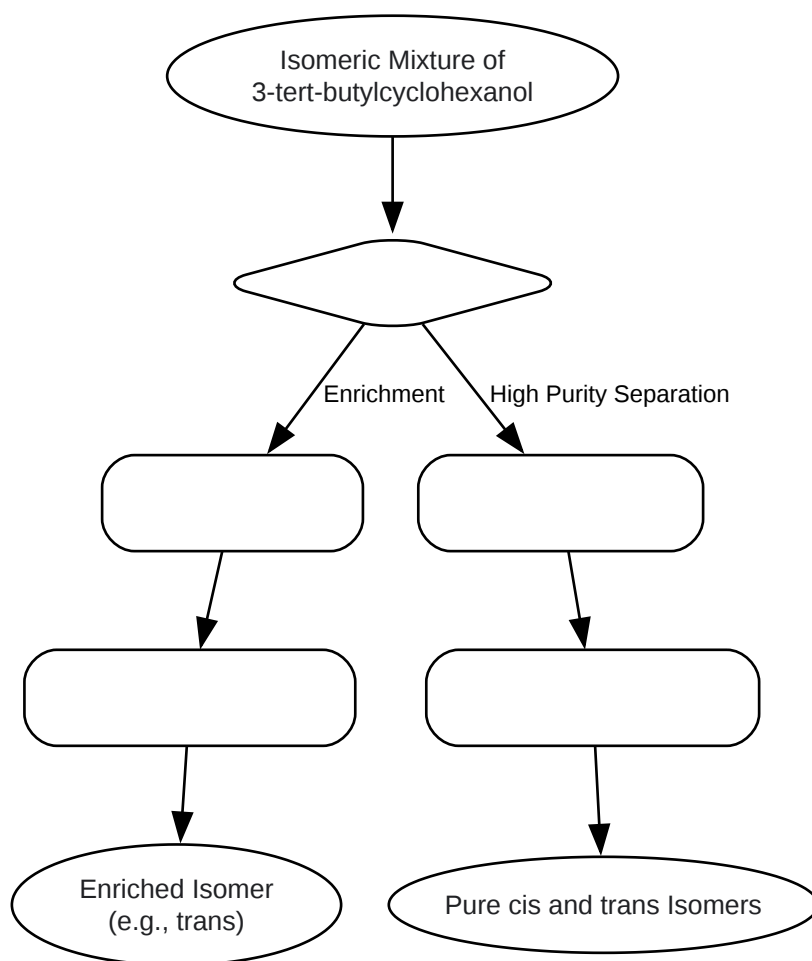 Isomeric Mixture of
3-tert-butylcyclohexanol
Enrichment
High Purity Separation
Enriched Isomer
(e.g., trans)
Pure cis and trans Isomers